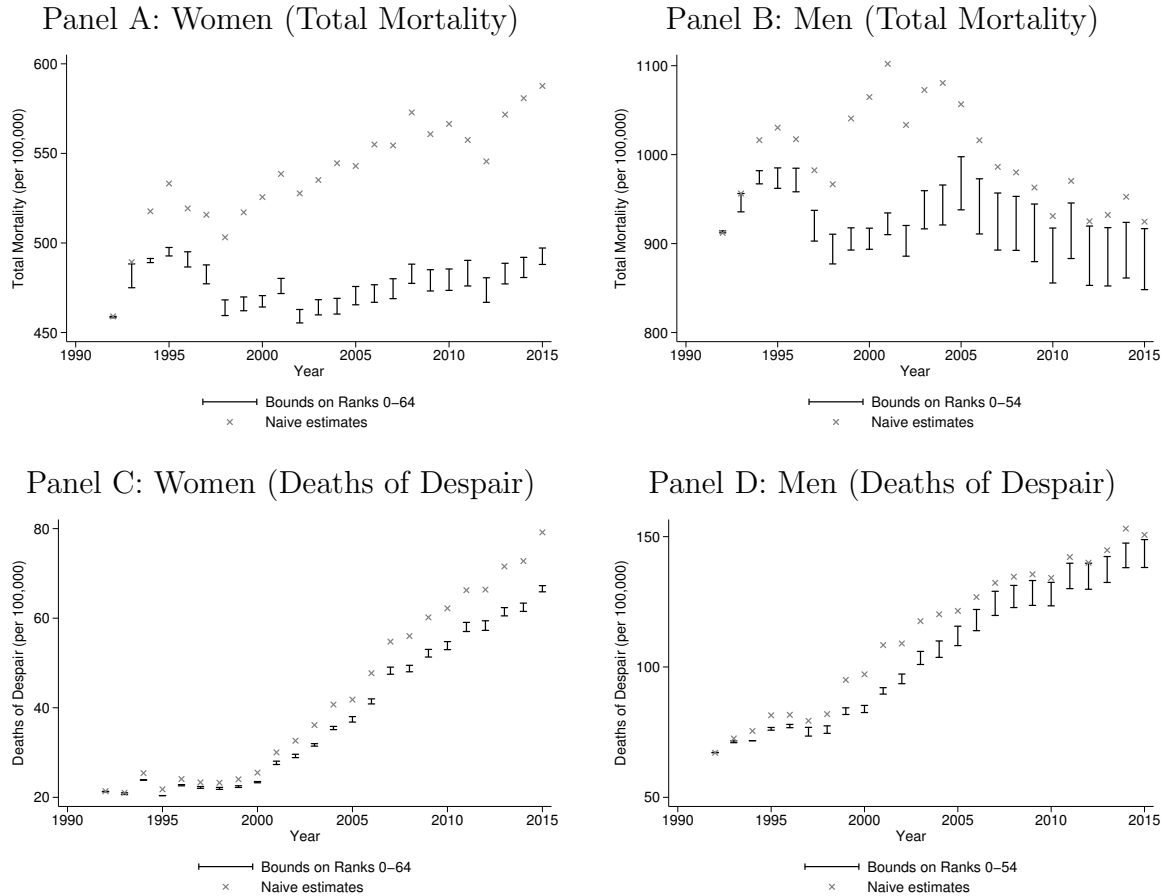 Panel A: Women (Total Mortality)
Total Mortality (per 100,000)
600
550
500
450
1990 1995 2000 2005 2010 2015
Year
Bounds on Ranks 0−64
Naive estimates
Panel B: Men (Total Mortality)
Total Mortality (per 100,000)
1100
1000
900
800
1990 1995 2000 2005 2010 2015
Year
Bounds on Ranks 0−54
Naive estimates
Panel C: Women (Deaths of Despair)
Deaths of Despair (per 100,000)
80
60
40
20
1990 1995 2000 2005 2010 2015
Year
Bounds on Ranks 0−64
Naive estimates
Panel D: Men (Deaths of Despair)
Deaths of Despair (per 100,000)
150
100
50
1990 1995 2000 2005 2010 2015
Year
Bounds on Ranks 0−54
Naive estimates